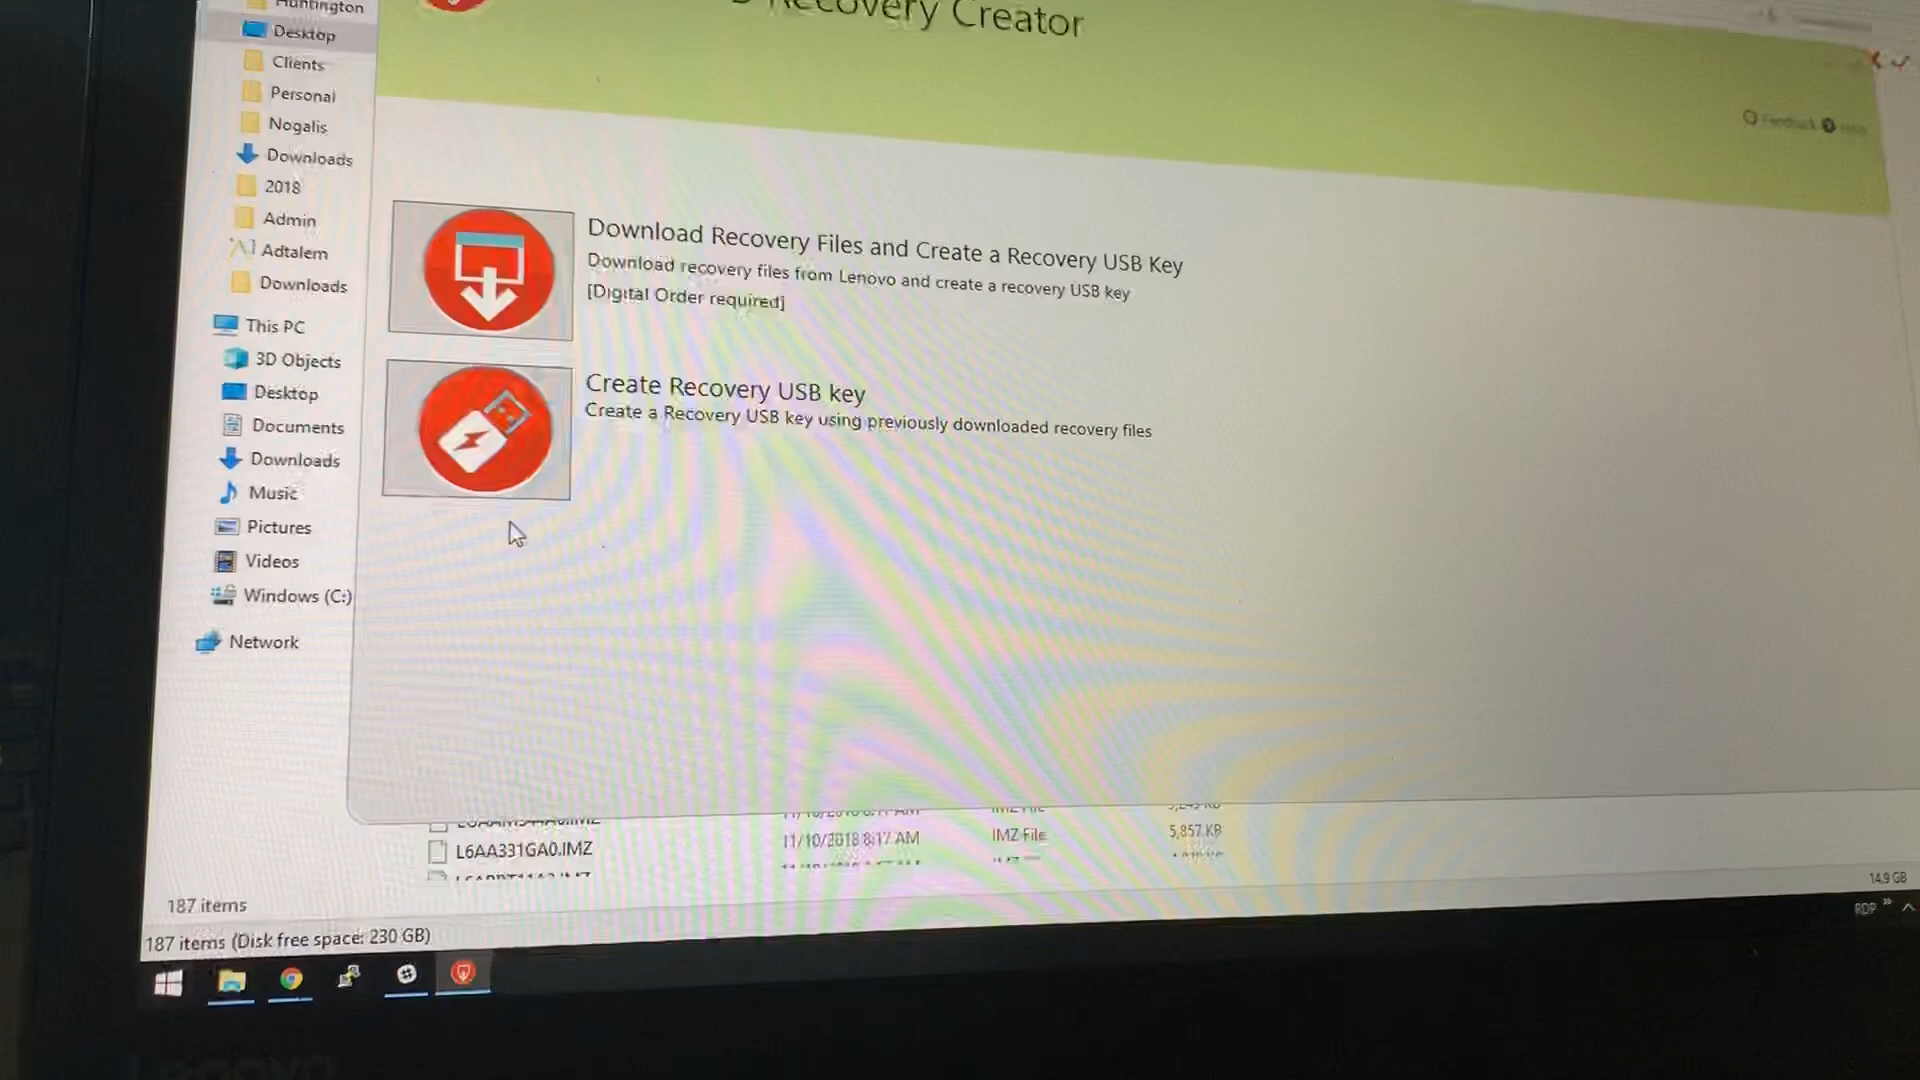 Huntington
Desktop
Clients
Personal
Nogalis
Downloads
2018
Admin
Adtalem
Downloads
This PC
3D Objects
Desktop
Documents
Downloads
Music
Pictures
Videos
Windows (C:)
Network
Recovery Creator
Feedback
Download Recovery Files and Create a Recovery USB Key
Download recovery files from Lenovo and create a recovery USB key
[Digital Order required]
Create Recovery USB key
Create a Recovery USB key using previously downloaded recovery files
L6AA331GA0.IMZ 11/10/2018 8:17 AM IMZ File 5,857 KB
187 items
14.9 GB
187 items (Disk free space: 230 GB)
RDP